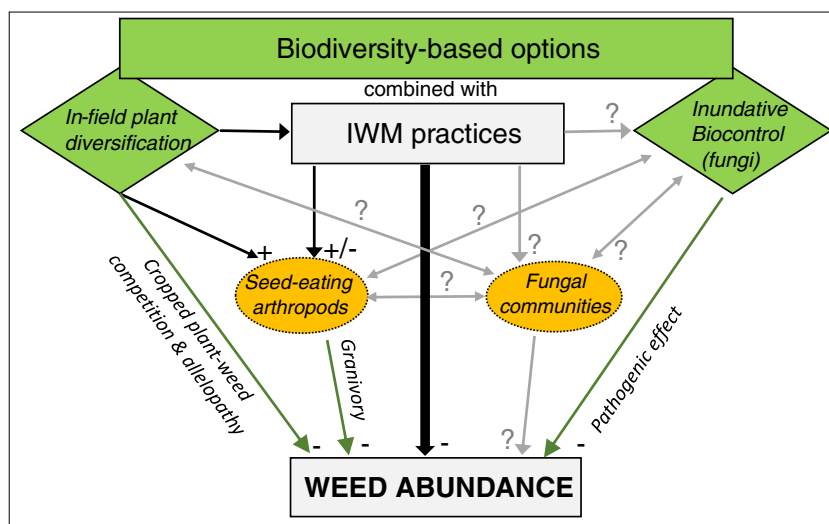 Biodiversity-based options
combined with
In-field plant
diversification
IWM practices
?
Inundative
Biocontrol
(fungi)
?
?
+
+/-
?
?
Seed-eating
arthropods
?
Fungal
communities
Cropped plant-weed
competition & allelopathy
Granivory
Pathogenic effect
-
-
-
?
-
WEED ABUNDANCE